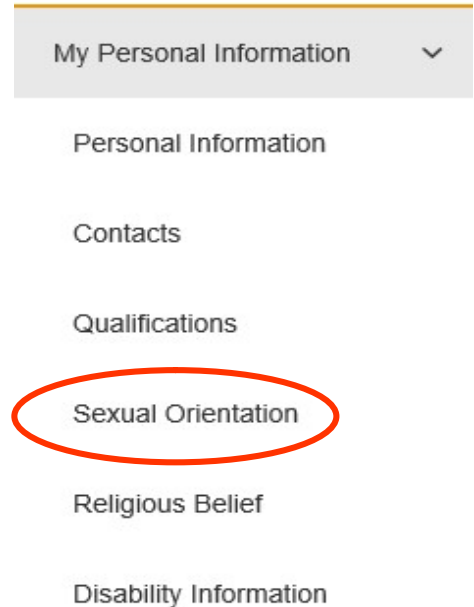 My Personal Information
Personal Information
Contacts
Qualifications
Sexual Orientation
Religious Belief
Disability Information